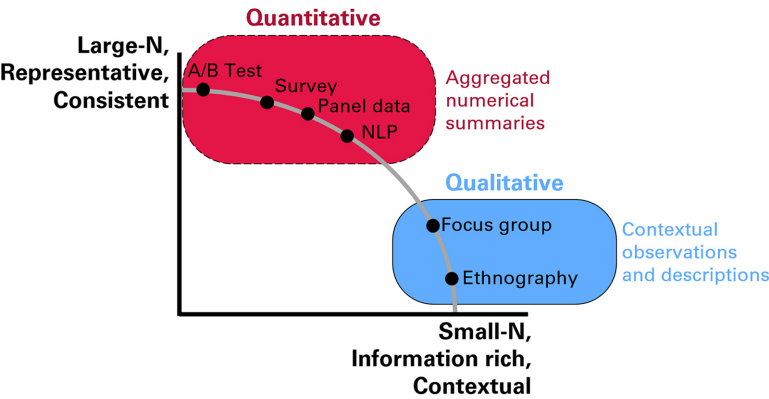 Quantitative
Large-N,
Representative,
Consistent
A/B Test
Survey
Panel data
NLP
Aggregated
numerical
summaries
Qualitative
Focus group
Ethnography
Contextual
observations
and descriptions
Small-N,
Information rich,
Contextual